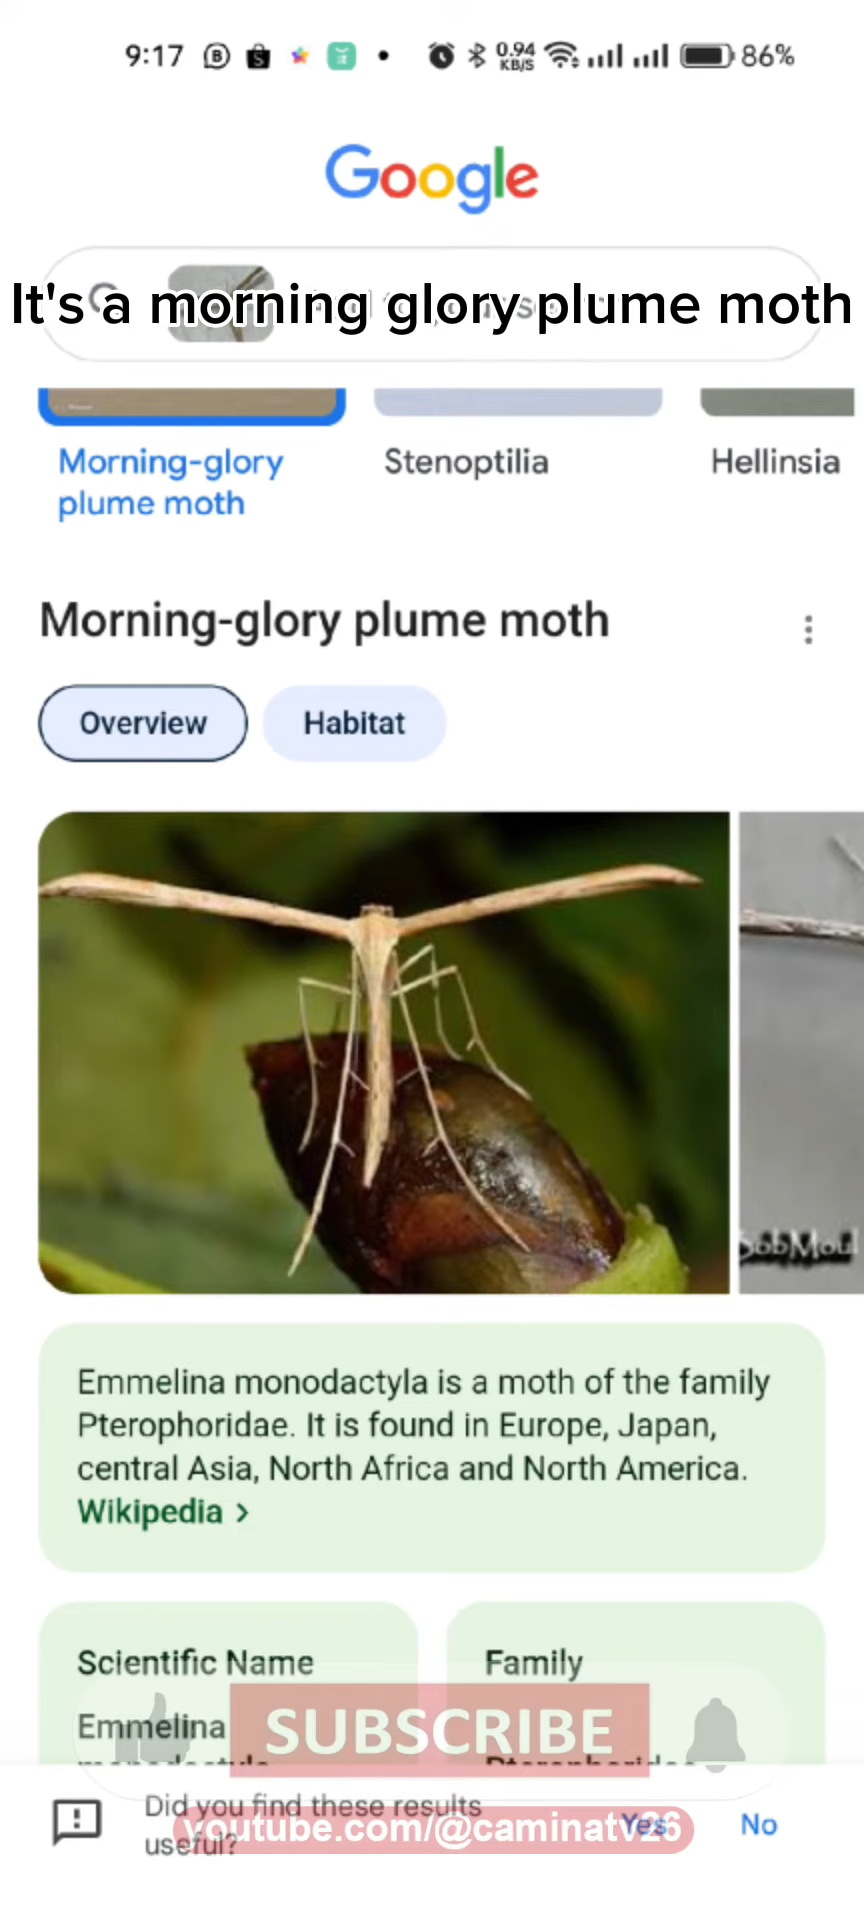 9:17
0.94
KB/S
86%
Google
It's a morning glory plume moth
Morning-glory
plume moth
Stenoptilia
Hellinsia
Morning-glory plume moth
Overview
Habitat
Emmelina monodactyla is a moth of the family
Pterophoridae. It is found in Europe, Japan,
central Asia, North Africa and North America.
Wikipedia >
Scientific Name
Emmelina
Family
SUBSCRIBE
Did you find these results
useful?
Yes
No
youtube.com/@caminatv26